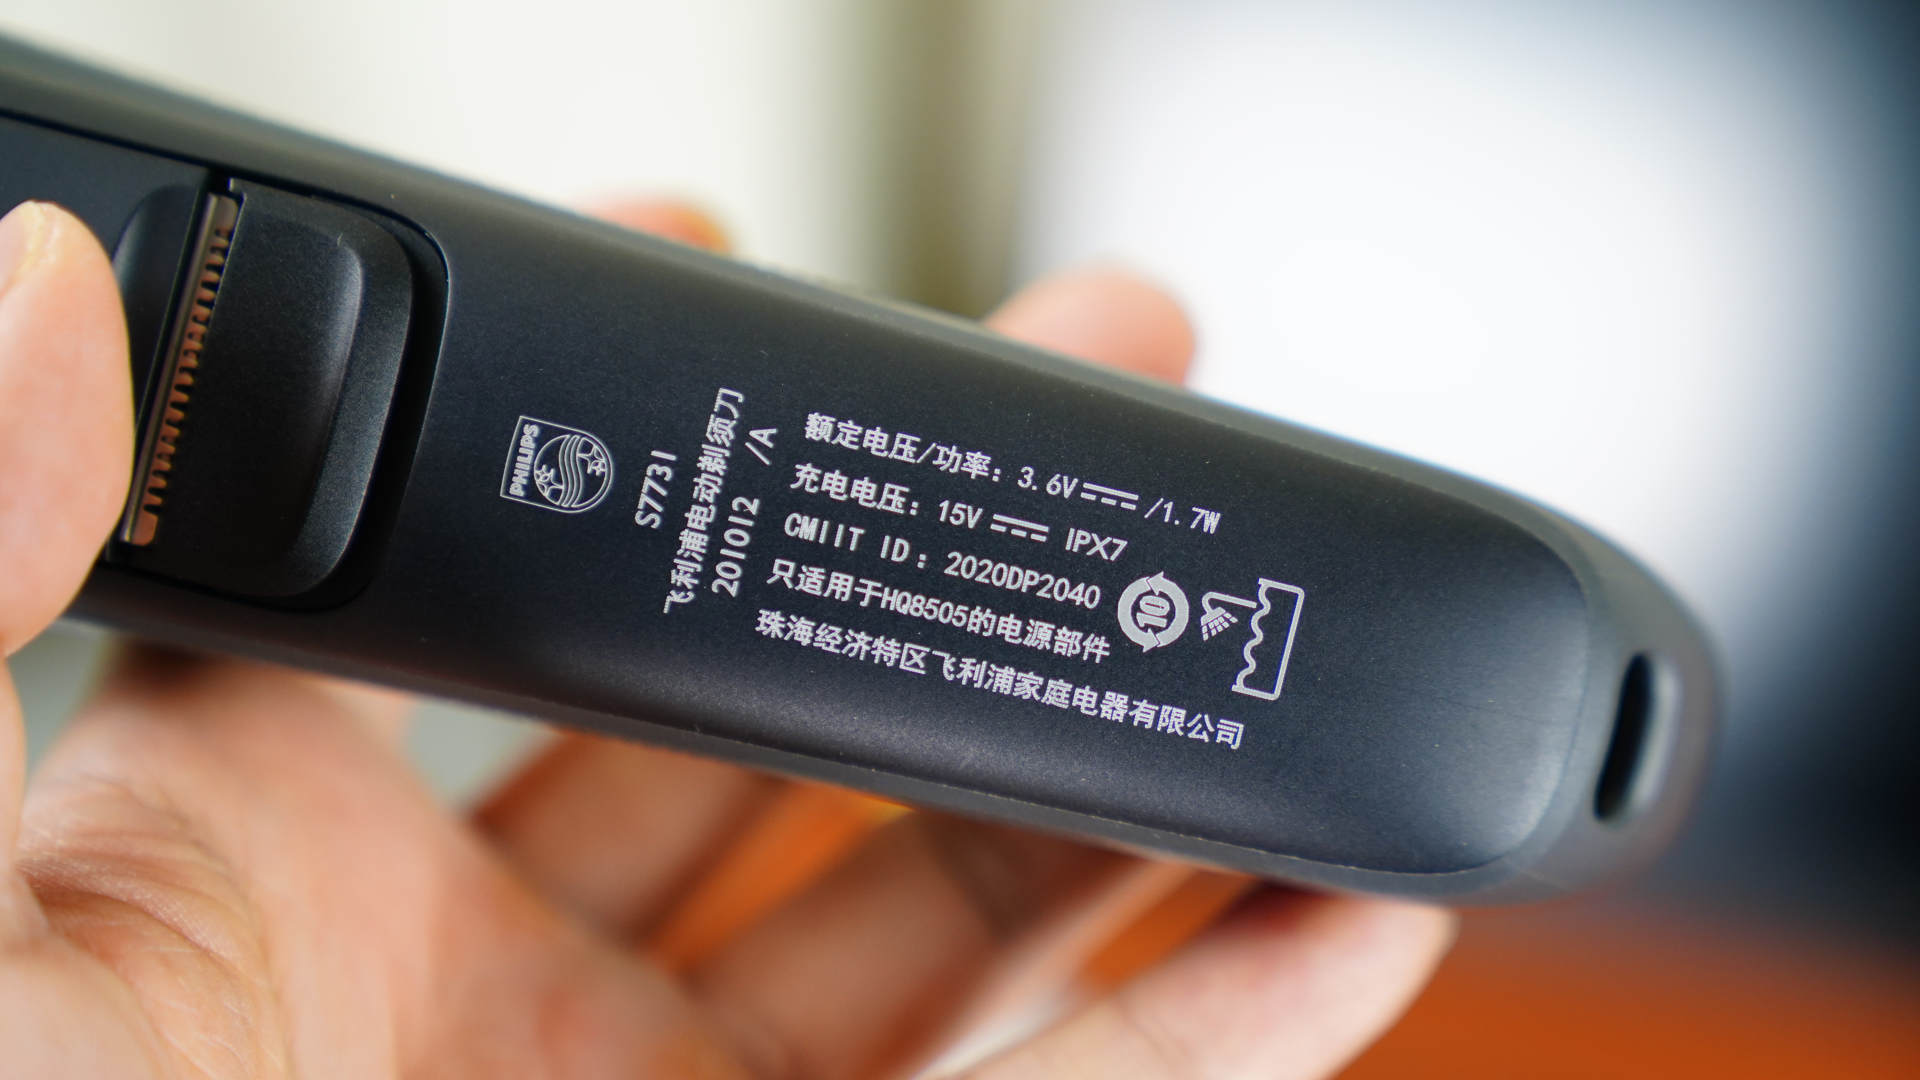 PHILIPS
S7731
飞利浦电动剃须刀
201012 /A
额定电压/功率: 3.6V⎓/1.7W
充电电压: 15V⎓ IPX7
CMIIT ID: 2020DP2040
只适用于HQ8505的电源部件
10
珠海经济特区飞利浦家庭电器有限公司